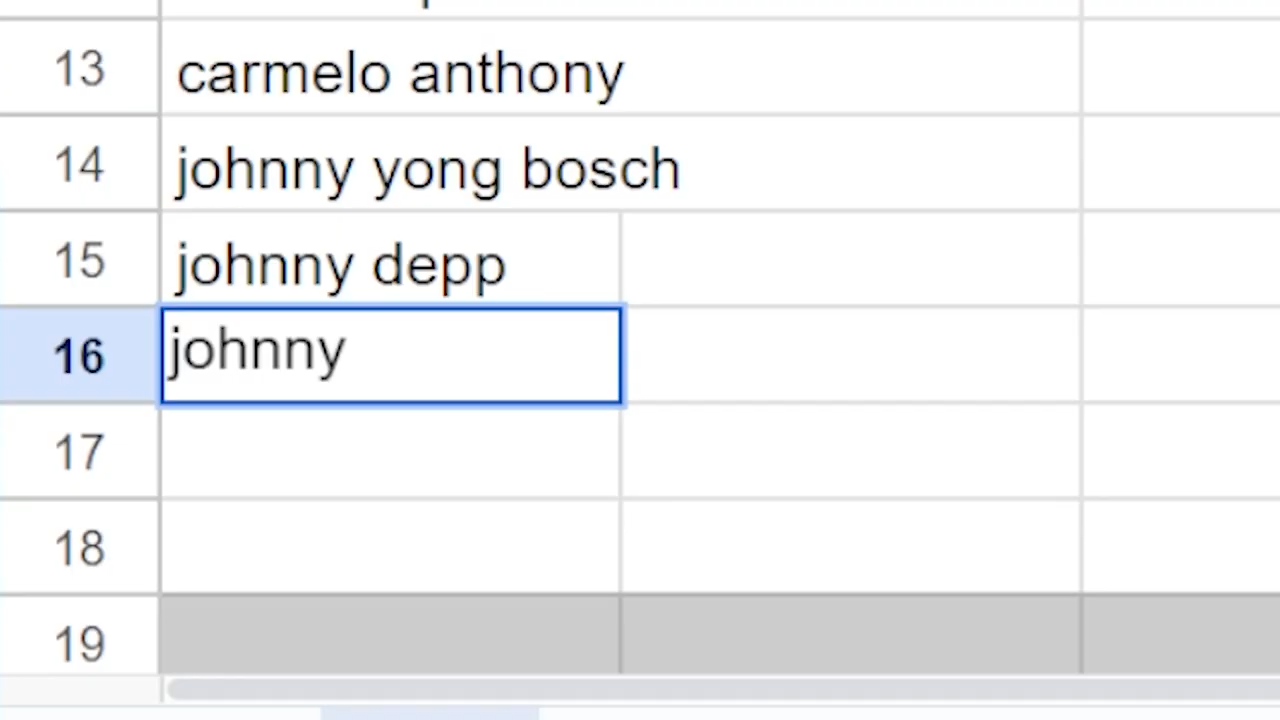 13 carmelo anthony
14 johnny yong bosch
15 johnny depp
16 johnny
17
18
19